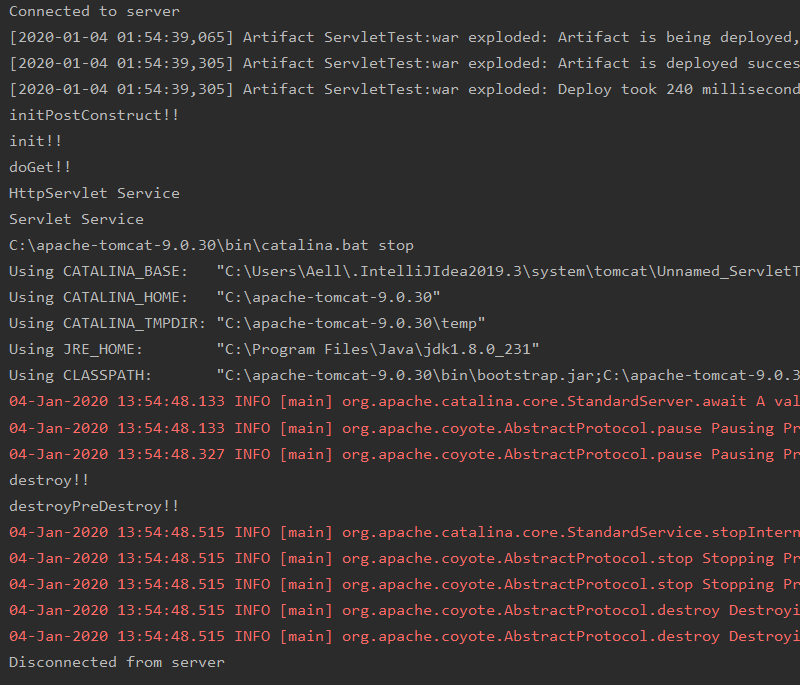 Connected to server
[2020-01-04 01:54:39,065] Artifact ServletTest:war exploded: Artifact is being deployed,
[2020-01-04 01:54:39,305] Artifact ServletTest:war exploded: Artifact is deployed succes
[2020-01-04 01:54:39,305] Artifact ServletTest:war exploded: Deploy took 240 millisecond
initPostConstruct!!
init!!
doGet!!
HttpServlet Service
Servlet Service
C:\apache-tomcat-9.0.30\bin\catalina.bat stop
Using CATALINA_BASE:   "C:\Users\Aell\.IntelliJIdea2019.3\system\tomcat\Unnamed_ServletT
Using CATALINA_HOME:   "C:\apache-tomcat-9.0.30"
Using CATALINA_TMPDIR: "C:\apache-tomcat-9.0.30\temp"
Using JRE_HOME:        "C:\Program Files\Java\jdk1.8.0_231"
Using CLASSPATH:       "C:\apache-tomcat-9.0.30\bin\bootstrap.jar;C:\apache-tomcat-9.0.3
04-Jan-2020 13:54:48.133 INFO [main] org.apache.catalina.core.StandardServer.await A val
04-Jan-2020 13:54:48.133 INFO [main] org.apache.coyote.AbstractProtocol.pause Pausing Pr
04-Jan-2020 13:54:48.327 INFO [main] org.apache.coyote.AbstractProtocol.pause Pausing Pr
destroy!!
destroyPreDestroy!!
04-Jan-2020 13:54:48.515 INFO [main] org.apache.catalina.core.StandardService.stopIntern
04-Jan-2020 13:54:48.515 INFO [main] org.apache.coyote.AbstractProtocol.stop Stopping Pr
04-Jan-2020 13:54:48.515 INFO [main] org.apache.coyote.AbstractProtocol.stop Stopping Pr
04-Jan-2020 13:54:48.515 INFO [main] org.apache.coyote.AbstractProtocol.destroy Destroyi
04-Jan-2020 13:54:48.515 INFO [main] org.apache.coyote.AbstractProtocol.destroy Destroyi
Disconnected from server